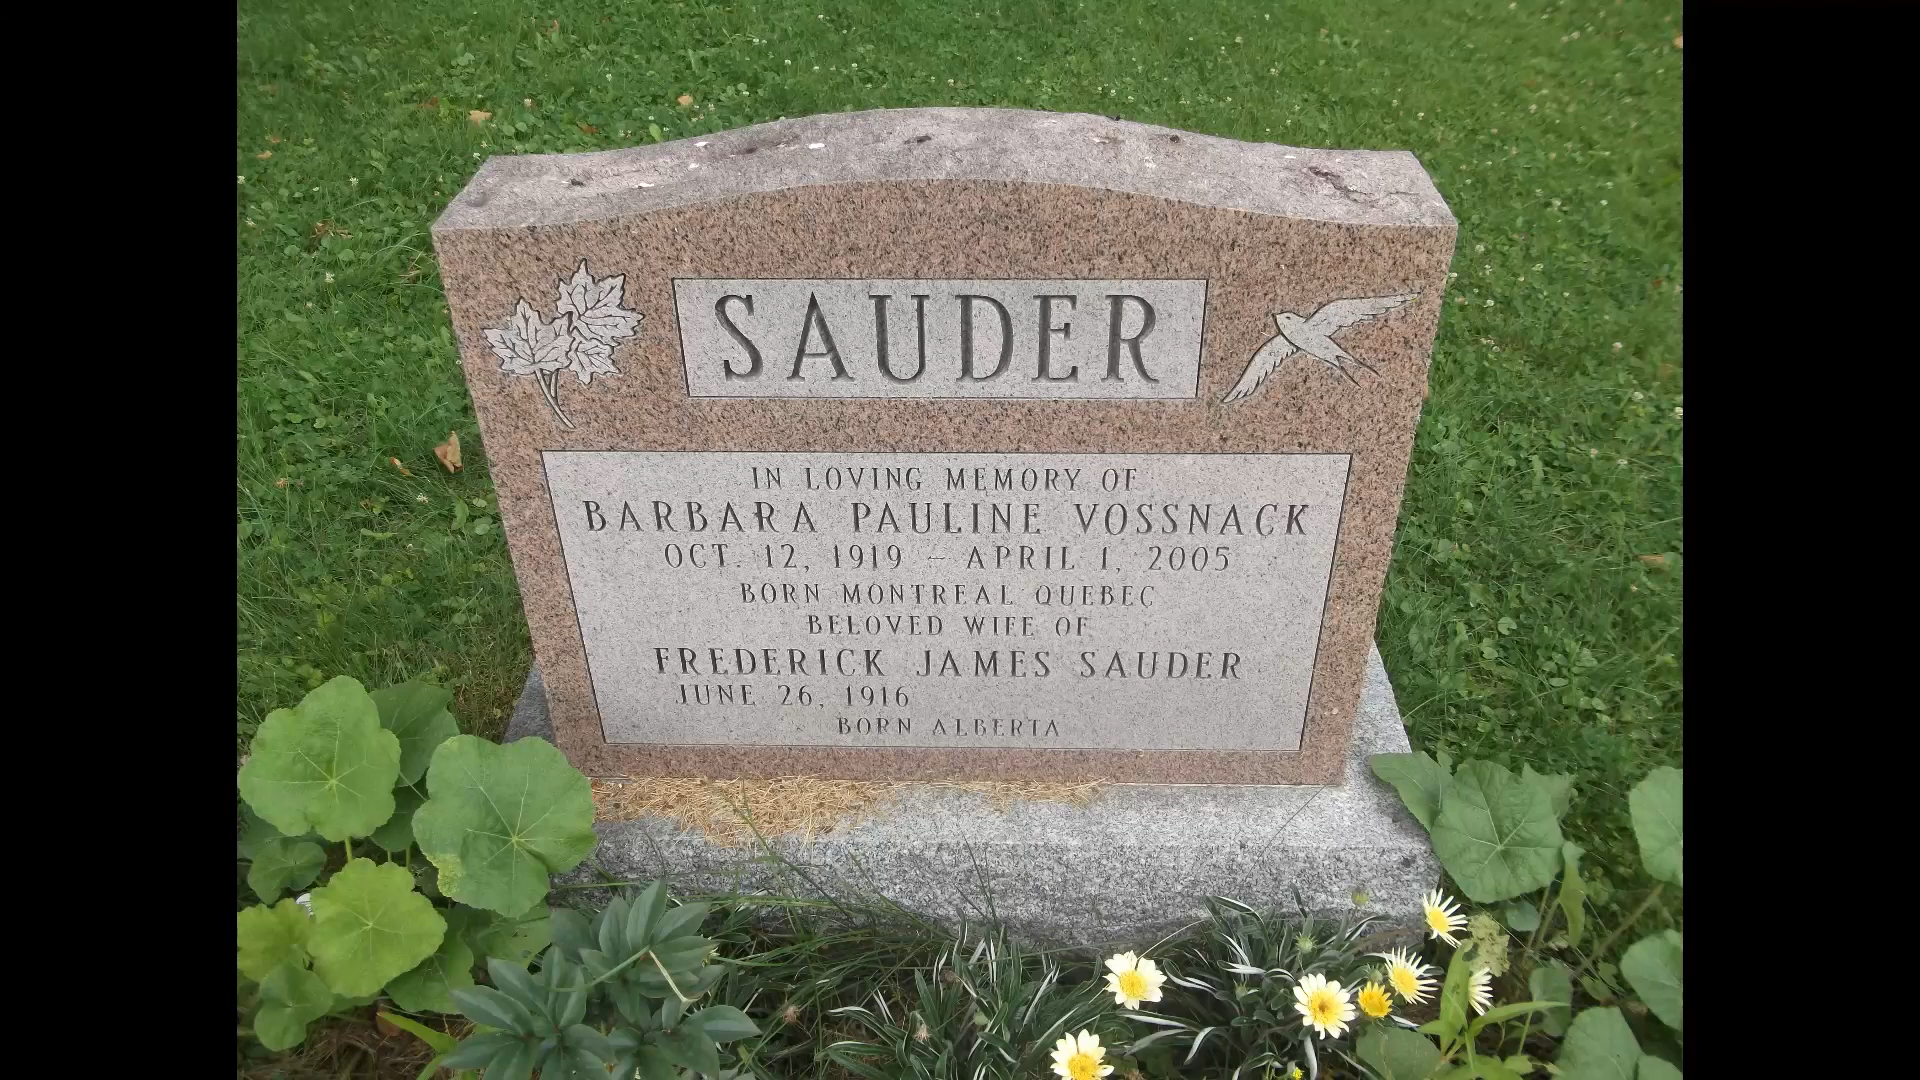 SAUDER
IN LOVING MEMORY OF
BARBARA PAULINE VOSSNACK
OCT. 12, 1919 – APRIL 1, 2005
BORN MONTREAL QUEBEC
BELOVED WIFE OF
FREDERICK JAMES SAUDER
JUNE 26, 1916
BORN ALBERTA